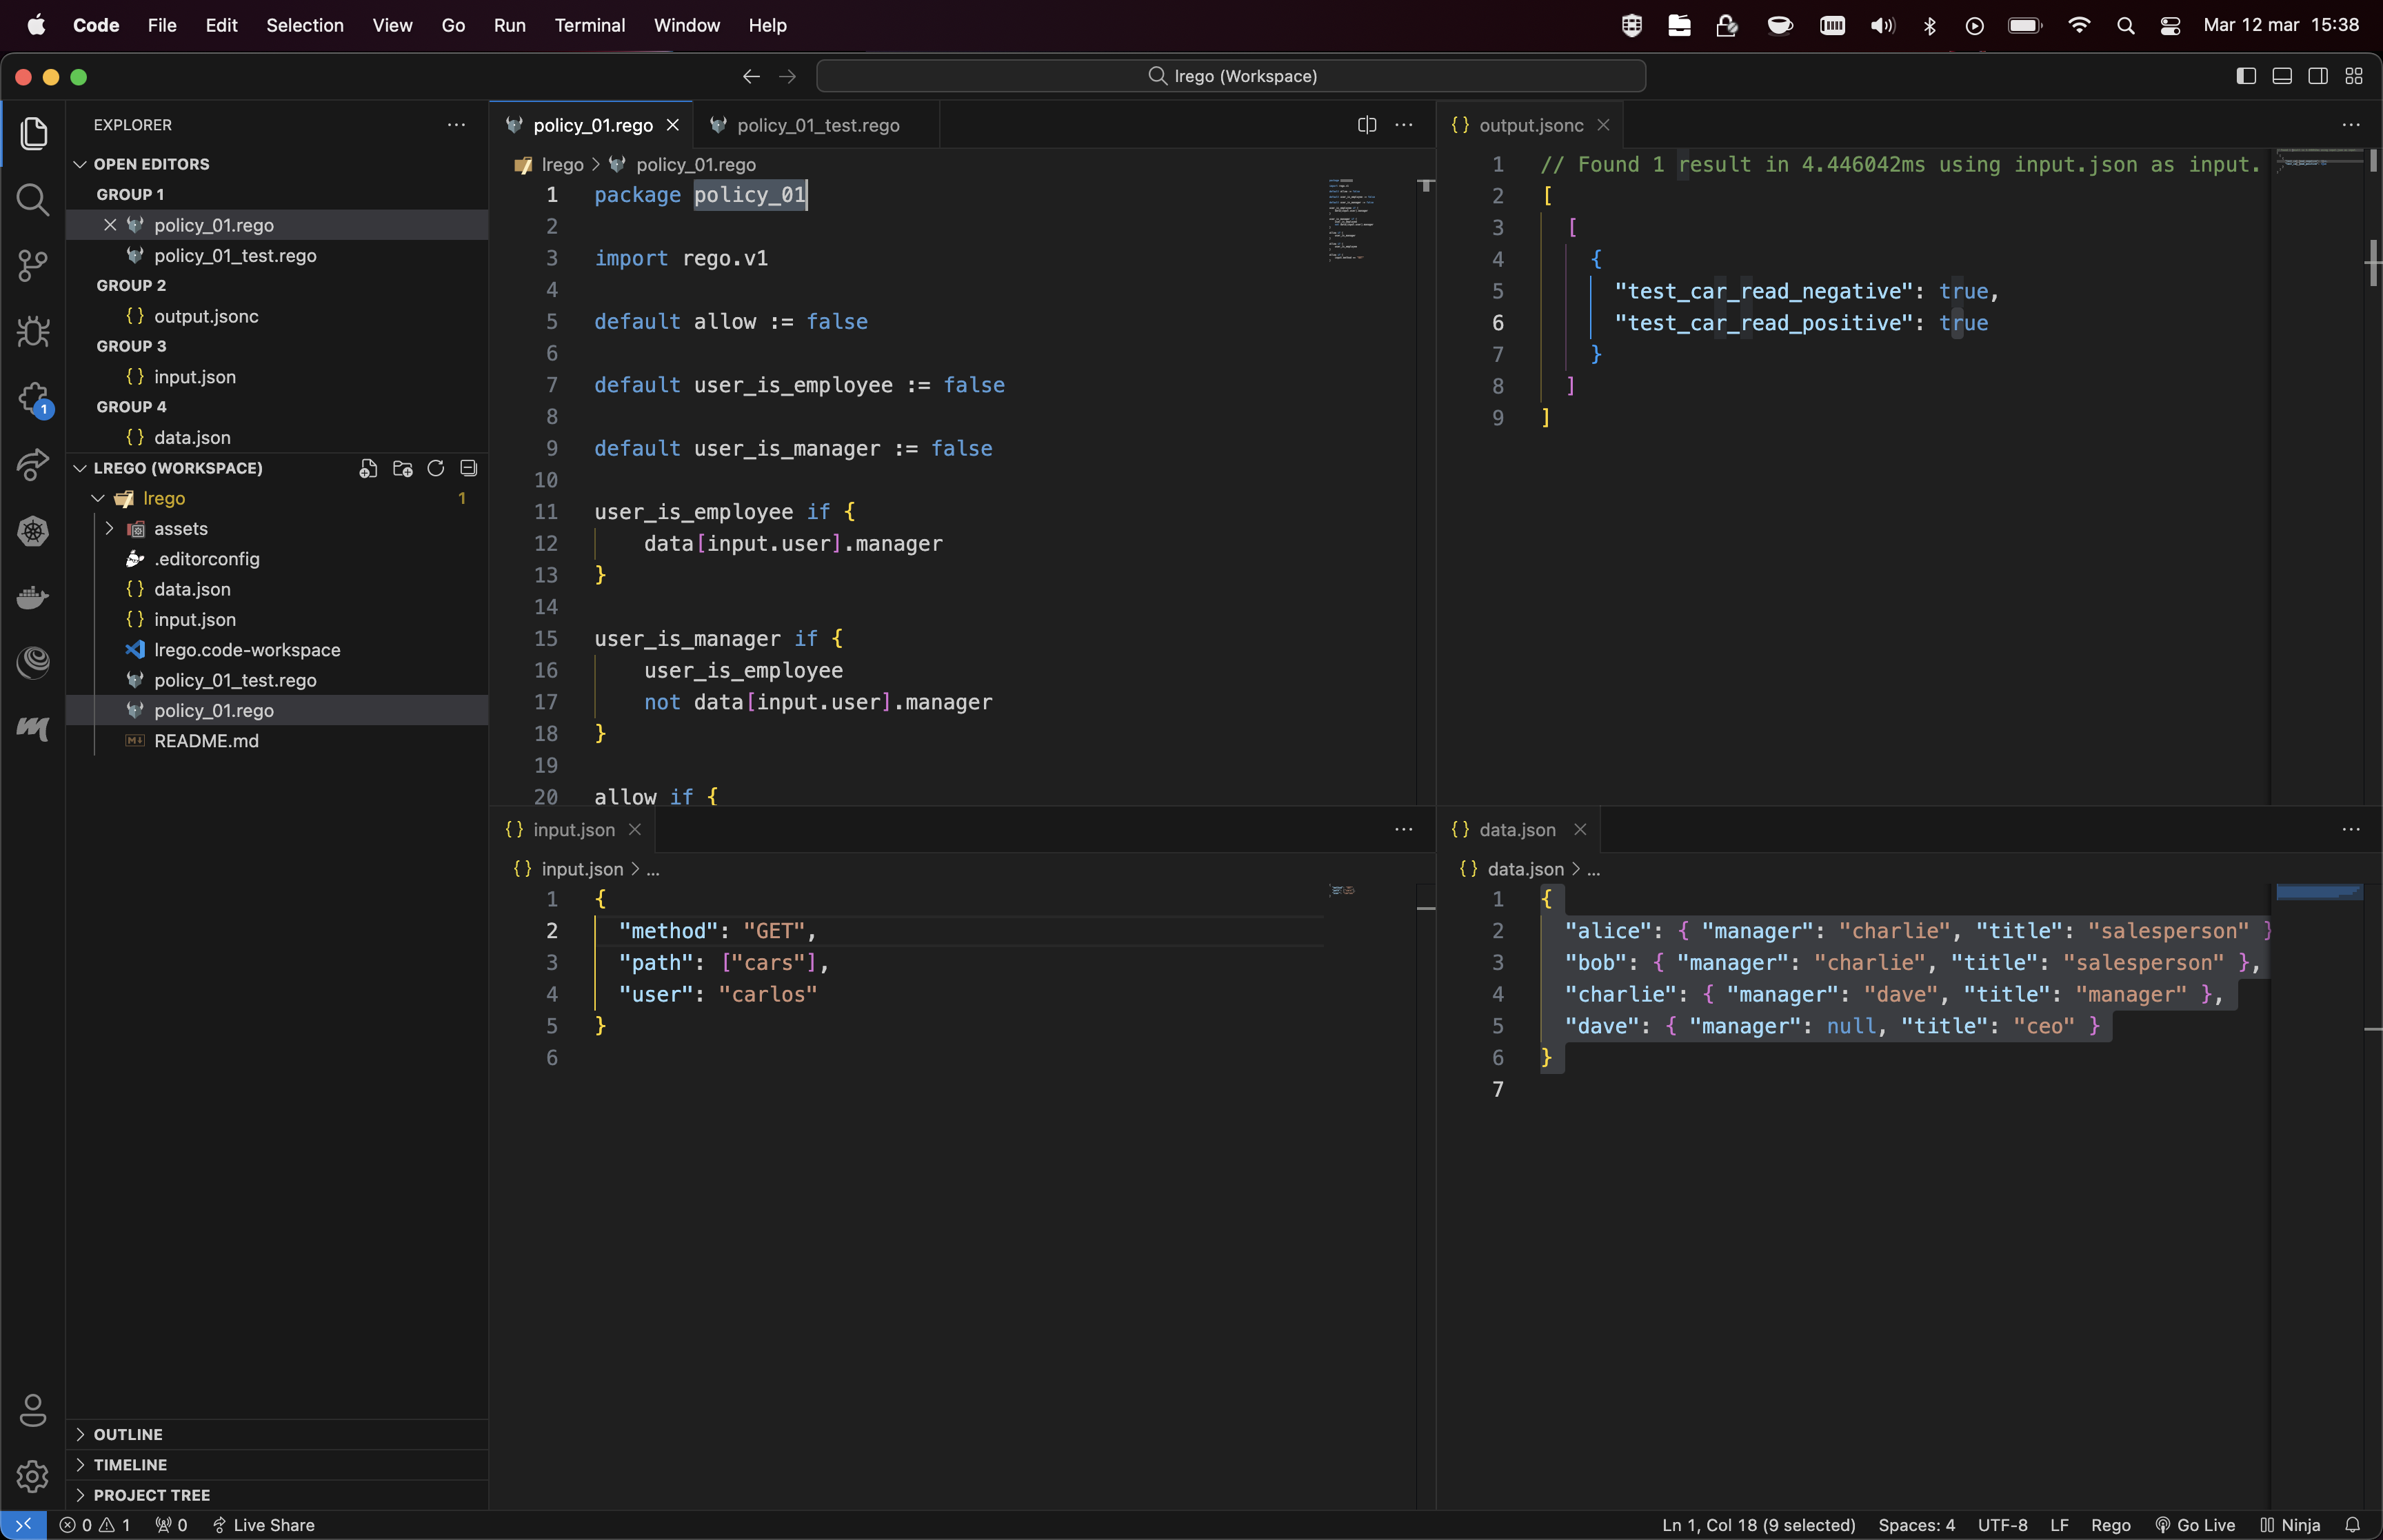 Code File Edit Selection View Go Run Terminal Window Help Mar 12 mar 15:38
lrego (Workspace)
EXPLORER
OPEN EDITORS
GROUP 1
policy_01.rego
policy_01_test.rego
GROUP 2
output.jsonc
GROUP 3
input.json
GROUP 4
data.json
LREGO (WORKSPACE)
lrego 1
assets
.editorconfig
data.json
input.json
lrego.code-workspace
policy_01_test.rego
policy_01.rego
README.md
1
OUTLINE
TIMELINE
PROJECT TREE
policy_01.rego policy_01_test.rego
lrego > policy_01.rego
1 package policy_01
2
3 import rego.v1
4
5 default allow := false
6
7 default user_is_employee := false
8
9 default user_is_manager := false
10
11 user_is_employee if {
12 data[input.user].manager
13 }
14
15 user_is_manager if {
16 user_is_employee
17 not data[input.user].manager
18 }
19
20 allow if {
output.jsonc
1 // Found 1 result in 4.446042ms using input.json as input.
2 [
3 [
4 {
5 "test_car_read_negative": true,
6 "test_car_read_positive": true
7 }
8 ]
9 ]
input.json
input.json > ...
1 {
2 "method": "GET",
3 "path": ["cars"],
4 "user": "carlos"
5 }
6
data.json
data.json > ...
1 {
2 "alice": { "manager": "charlie", "title": "salesperson" }
3 "bob": { "manager": "charlie", "title": "salesperson" },
4 "charlie": { "manager": "dave", "title": "manager" },
5 "dave": { "manager": null, "title": "ceo" }
6 }
7
0 1 0 Live Share Ln 1, Col 18 (9 selected) Spaces: 4 UTF-8 LF Rego Go Live Ninja